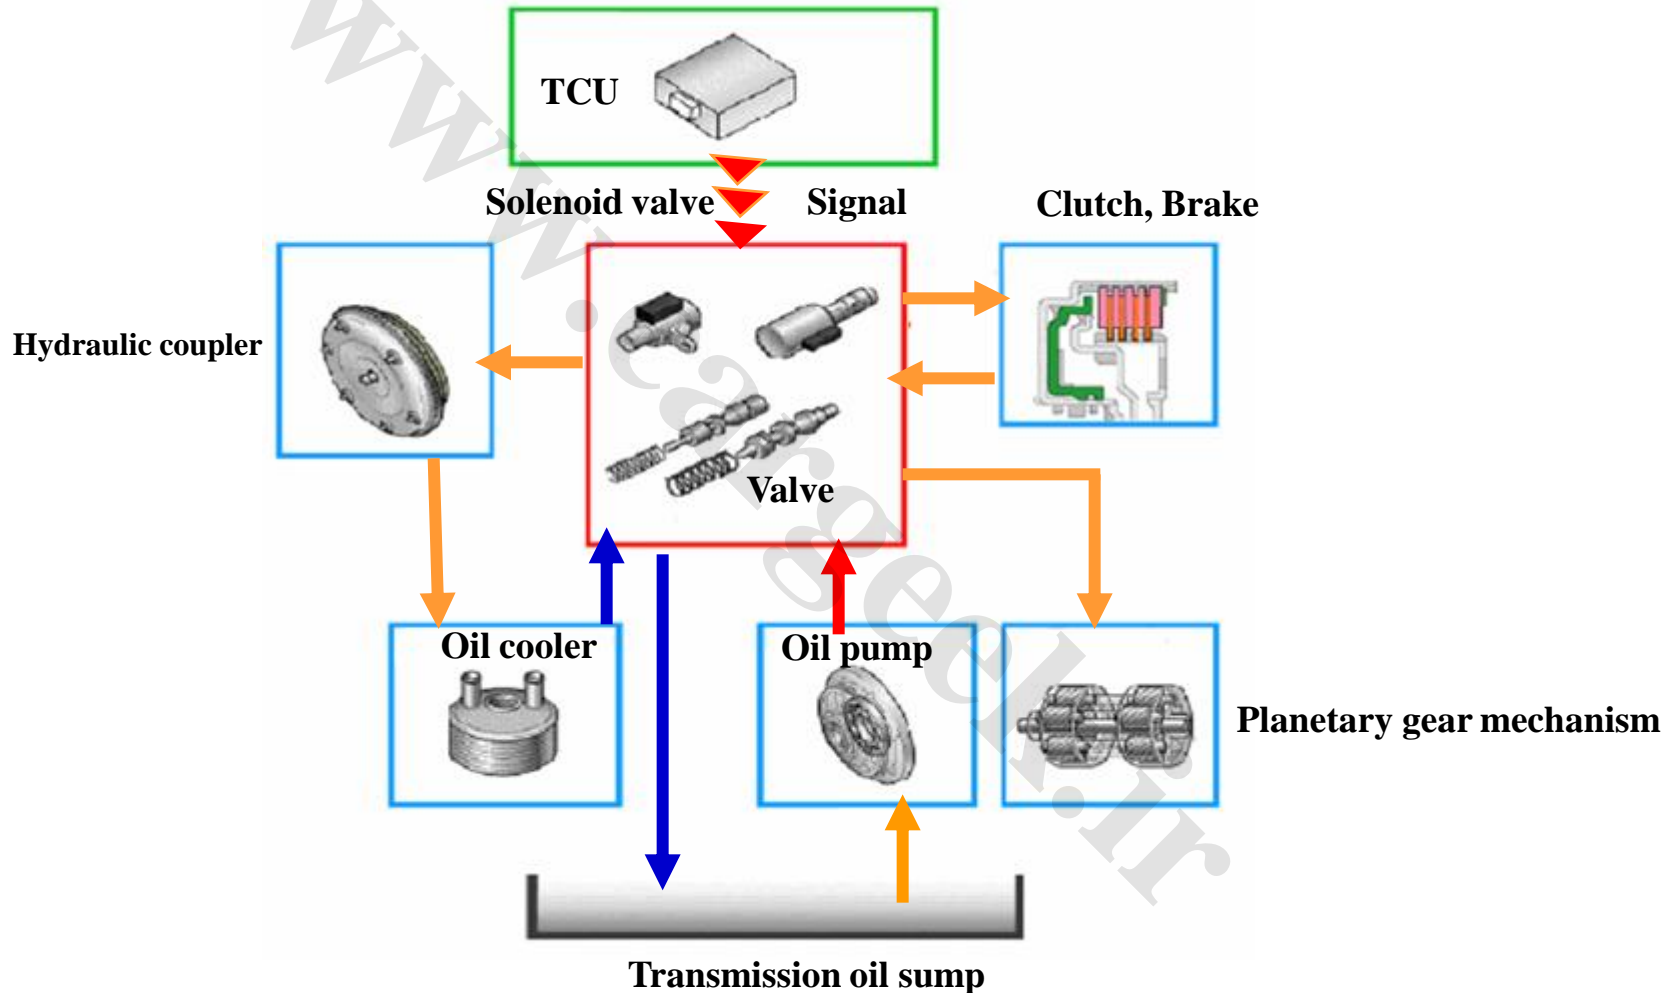 TCU
Solenoid valve
Signal
Clutch, Brake
Hydraulic coupler
Valve
Oil cooler
Oil pump
Planetary gear mechanism
Transmission oil sump
www.cargeek.ir